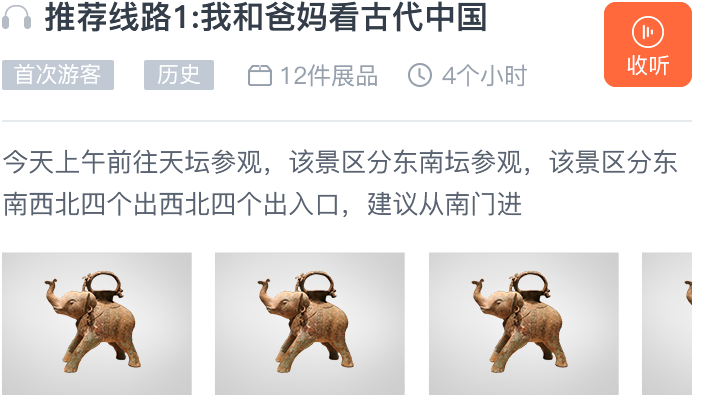 推荐线路1:我和爸妈看古代中国
收听
首次游客 历史 12件展品 4个小时
今天上午前往天坛参观，该景区分东南坛参观，该景区分东
南西北四个出西北四个出入口，建议从南门进